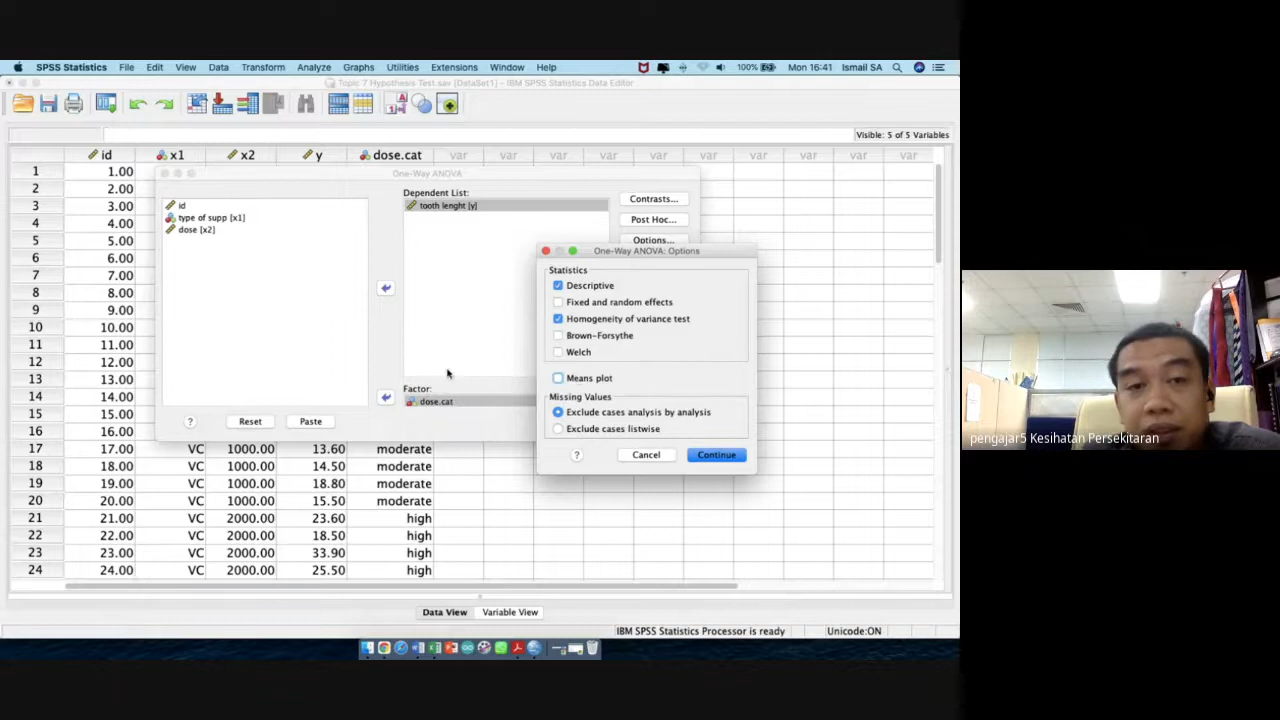 SPSS Statistics File Edit View Data Transform Analyze Graphs Utilities Extensions Window Help 100% Mon 16:41 Ismail SA
Topic 7 Hypothesis Test.sav [DataSet1] - IBM SPSS Statistics Data Editor
Visible: 5 of 5 Variables
id x1 x2 y dose.cat var var var var var var var var var var
1 1.00
2 2.00
3 3.00
4 4.00
5 5.00
6 6.00
7 7.00
8 8.00
9 9.00
10 10.00
11 11.00
12 12.00
13 13.00
14 14.00
15 15.00
16 16.00
17 17.00 VC 1000.00 13.60 moderate
18 18.00 VC 1000.00 14.50 moderate
19 19.00 VC 1000.00 18.80 moderate
20 20.00 VC 1000.00 15.50 moderate
21 21.00 VC 2000.00 23.60 high
22 22.00 VC 2000.00 18.50 high
23 23.00 VC 2000.00 33.90 high
24 24.00 VC 2000.00 25.50 high
One-Way ANOVA
id
type of supp [x1]
dose [x2]
Dependent List:
tooth lenght [y]
Factor:
dose.cat
Contrasts...
Post Hoc...
Options...
? Reset Paste
One-Way ANOVA: Options
Statistics
Descriptive
Fixed and random effects
Homogeneity of variance test
Brown-Forsythe
Welch
Means plot
Missing Values
Exclude cases analysis by analysis
Exclude cases listwise
? Cancel Continue
Data View Variable View
IBM SPSS Statistics Processor is ready Unicode:ON
pengajar5 Kesihatan Persekitaran